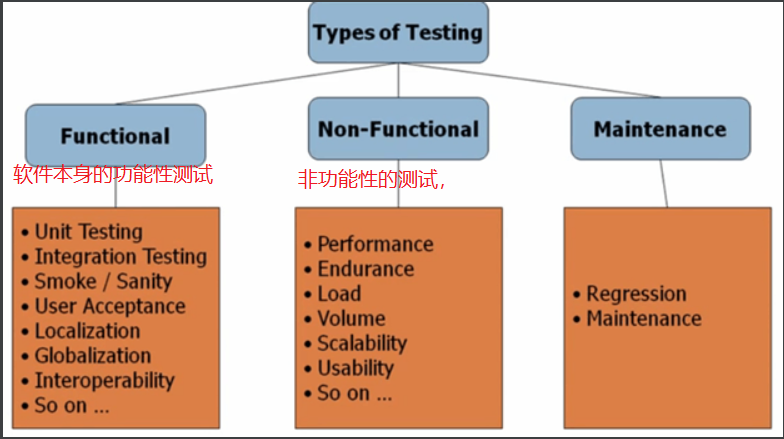 Types of Testing
Functional
Non-Functional
Maintenance
软件本身的功能性测试
非功能性的测试，
• Unit Testing
• Integration Testing
• Smoke / Sanity
• User Acceptance
• Localization
• Globalization
• Interoperability
• So on ...
• Performance
• Endurance
• Load
• Volume
• Scalability
• Usability
• So on ...
• Regression
• Maintenance